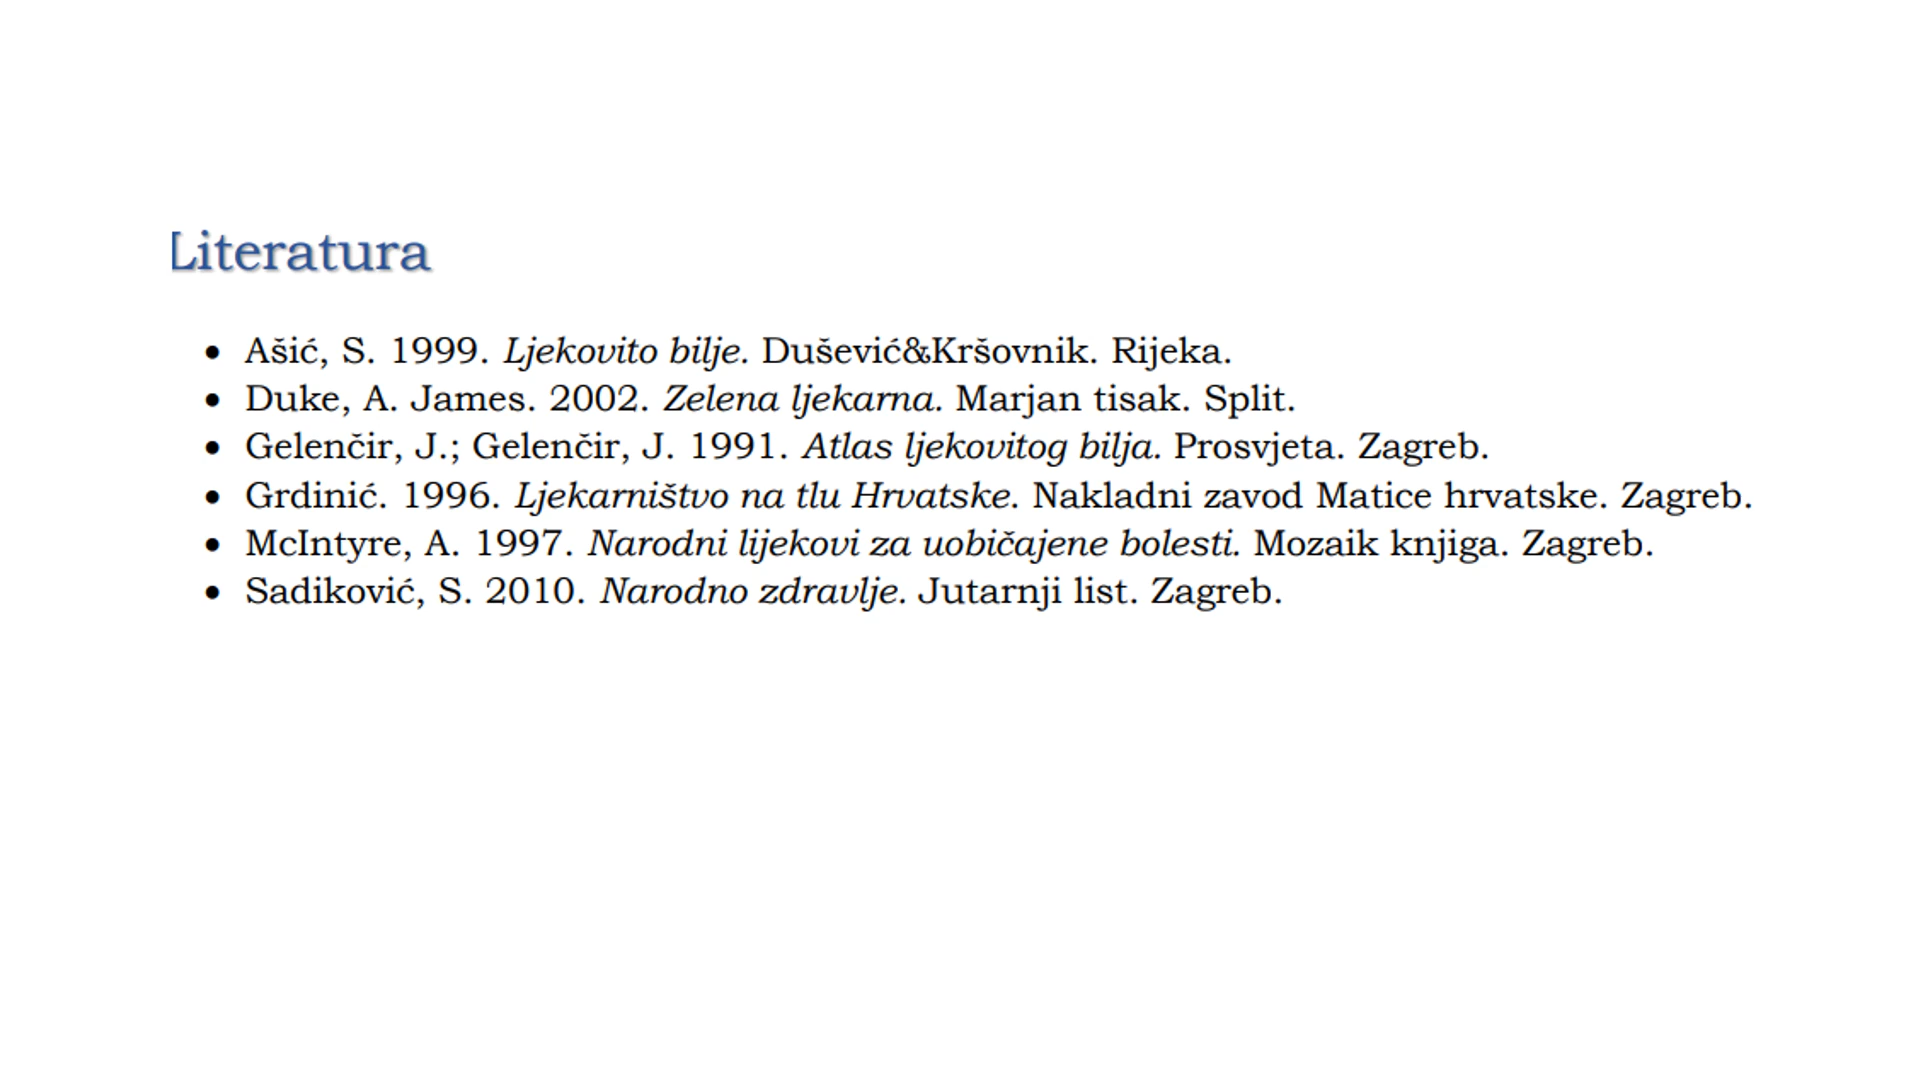 Literatura
• Ašić, S. 1999. Ljekovito bilje. Dušević&Kršovnik. Rijeka.
• Duke, A. James. 2002. Zelena ljekarna. Marjan tisak. Split.
• Gelenčir, J.; Gelenčir, J. 1991. Atlas ljekovitog bilja. Prosvjeta. Zagreb.
• Grdinić. 1996. Ljekarništvo na tlu Hrvatske. Nakladni zavod Matice hrvatske. Zagreb.
• McIntyre, A. 1997. Narodni lijekovi za uobičajene bolesti. Mozaik knjiga. Zagreb.
• Sadiković, S. 2010. Narodno zdravlje. Jutarnji list. Zagreb.